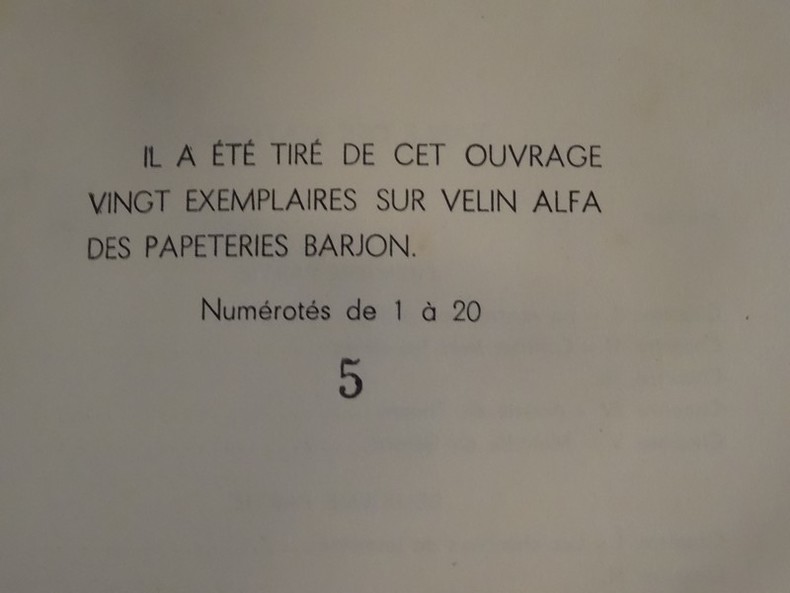 IL A ÉTÉ TIRÉ DE CET OUVRAGE
VINGT EXEMPLAIRES SUR VELIN ALFA
DES PAPETERIES BARJON.
Numérotés de 1 à 20
5